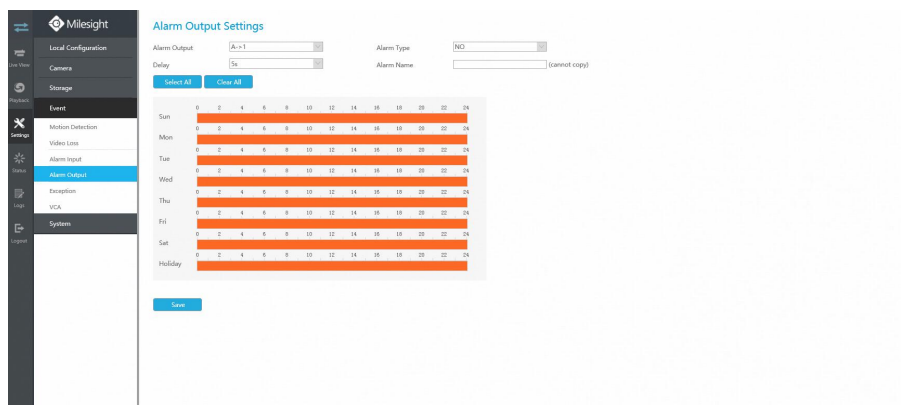 Milesight
Live View
Playback
Settings
Status
Logs
Logout
Local Configuration
Camera
Storage
Event
Motion Detection
Video Loss
Alarm Input
Alarm Output
Exception
VCA
System
Alarm Output Settings
Alarm Output A->1 Alarm Type NO
Delay 5s Alarm Name (cannot copy)
Select All Clear All
0 2 4 6 8 10 12 14 16 18 20 22 24
Sun
0 2 4 6 8 10 12 14 16 18 20 22 24
Mon
0 2 4 6 8 10 12 14 16 18 20 22 24
Tue
0 2 4 6 8 10 12 14 16 18 20 22 24
Wed
0 2 4 6 8 10 12 14 16 18 20 22 24
Thu
0 2 4 6 8 10 12 14 16 18 20 22 24
Fri
0 2 4 6 8 10 12 14 16 18 20 22 24
Sat
0 2 4 6 8 10 12 14 16 18 20 22 24
Holiday
Save